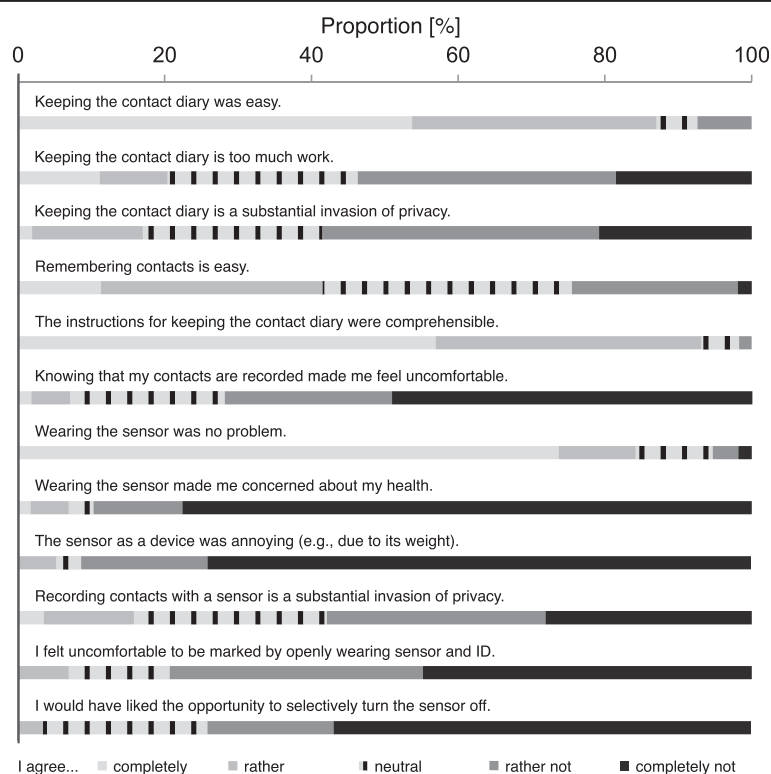 Proportion [%]
0 20 40 60 80 100
Keeping the contact diary was easy.
Keeping the contact diary is too much work.
Keeping the contact diary is a substantial invasion of privacy.
Remembering contacts is easy.
The instructions for keeping the contact diary were comprehensible.
Knowing that my contacts are recorded made me feel uncomfortable.
Wearing the sensor was no problem.
Wearing the sensor made me concerned about my health.
The sensor as a device was annoying (e.g., due to its weight).
Recording contacts with a sensor is a substantial invasion of privacy.
I felt uncomfortable to be marked by openly wearing sensor and ID.
I would have liked the opportunity to selectively turn the sensor off.
I agree... completely rather neutral rather not completely not